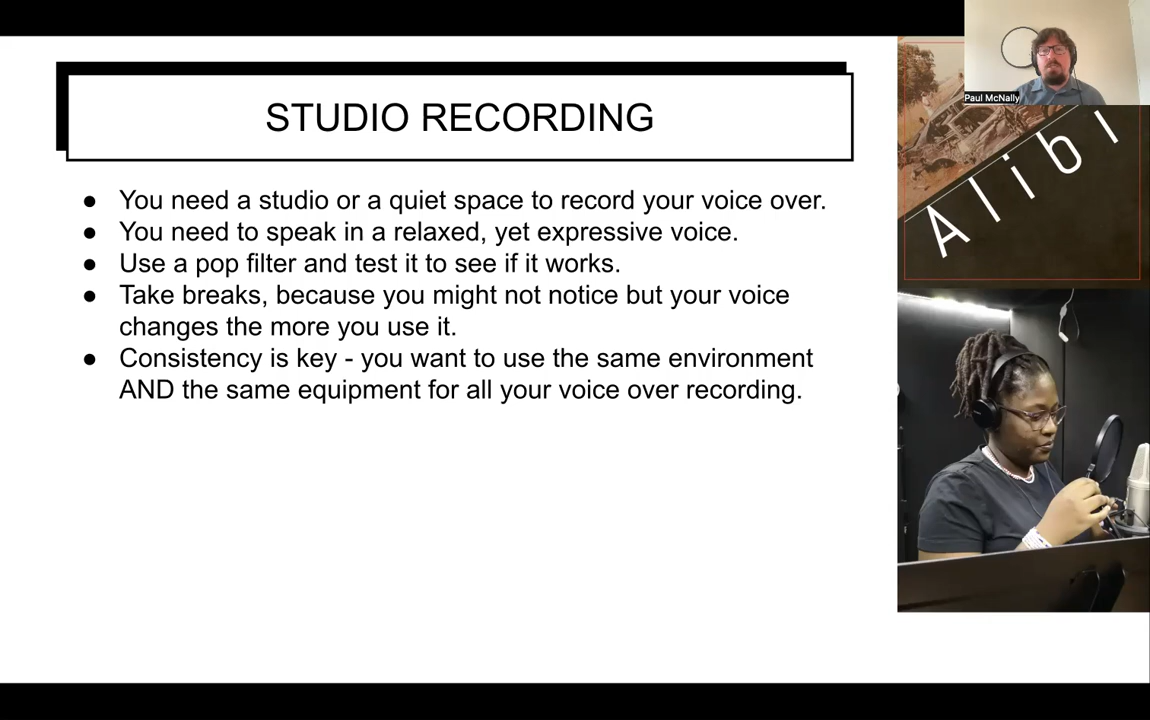 STUDIO RECORDING
● You need a studio or a quiet space to record your voice over.
● You need to speak in a relaxed, yet expressive voice.
● Use a pop filter and test it to see if it works.
● Take breaks, because you might not notice but your voice
changes the more you use it.
● Consistency is key - you want to use the same environment
AND the same equipment for all your voice over recording.
Paul McNally
Alibi